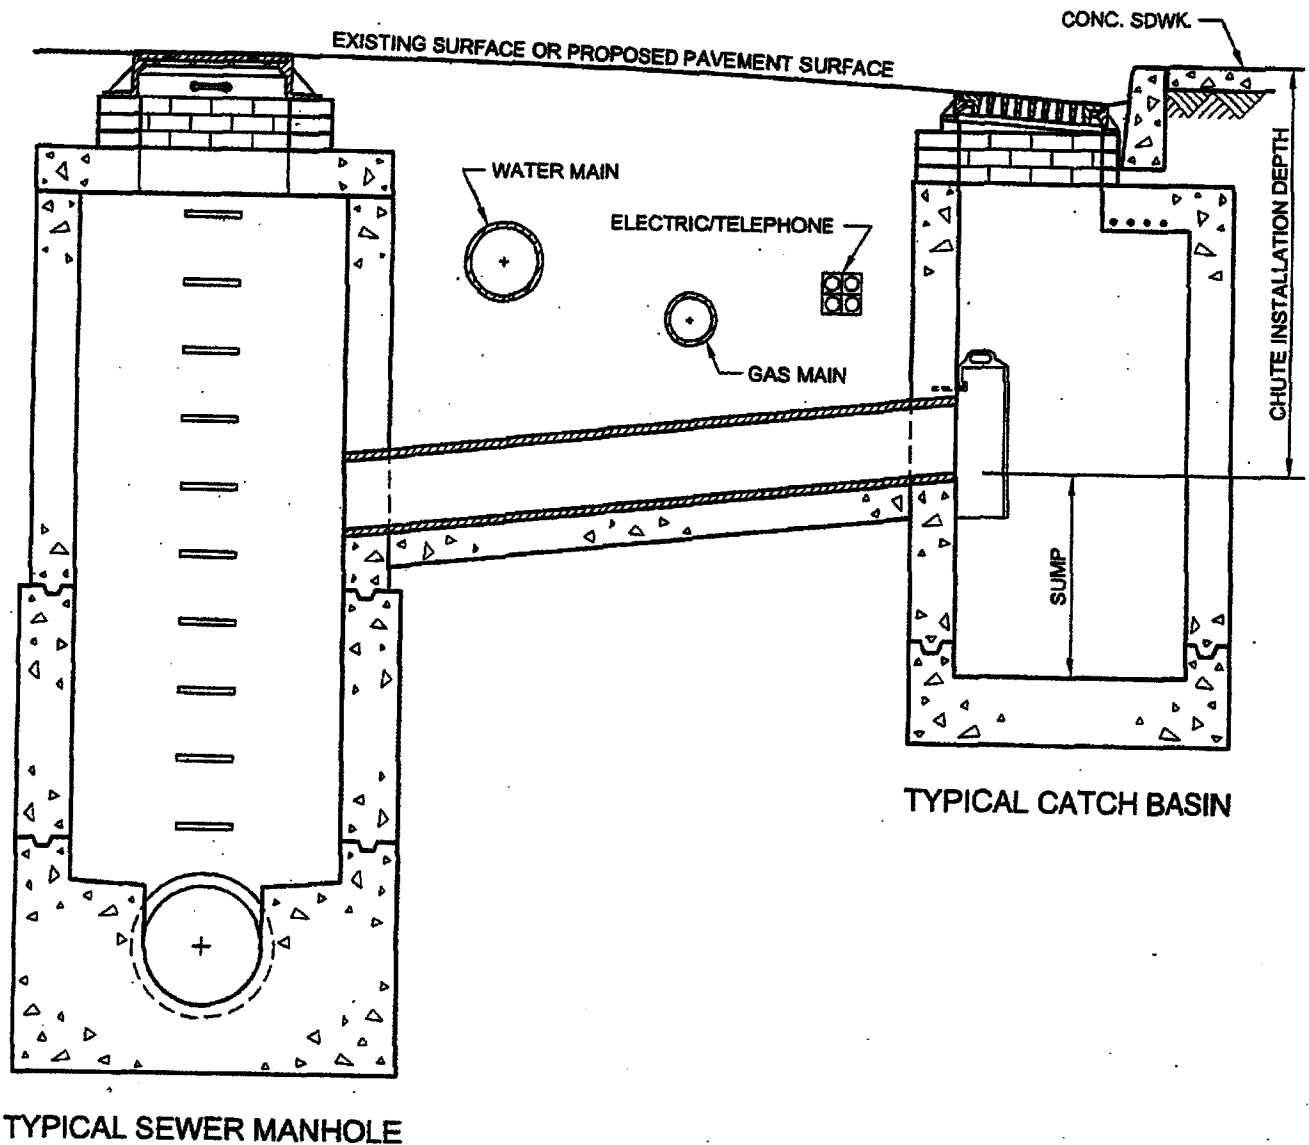 CONC. SDWK.
EXISTING SURFACE OR PROPOSED PAVEMENT SURFACE
WATER MAIN
ELECTRIC/TELEPHONE
GAS MAIN
CHUTE INSTALLATION DEPTH
SUMP
TYPICAL CATCH BASIN
TYPICAL SEWER MANHOLE